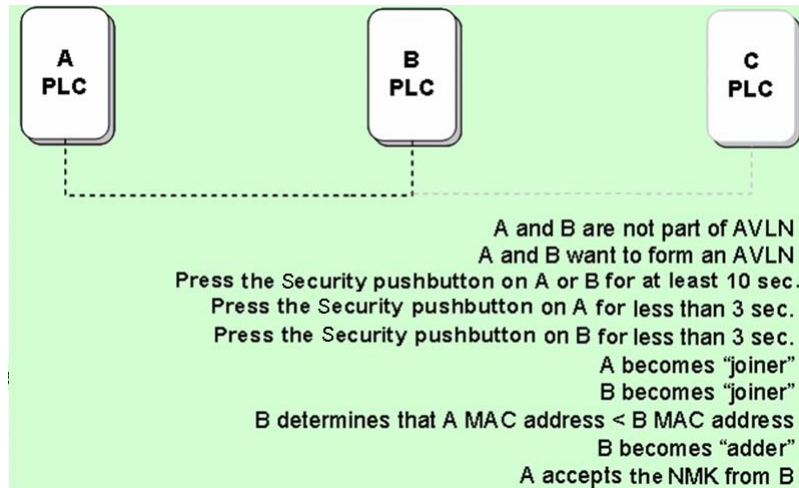 A
PLC
B
PLC
C
PLC
A and B are not part of AVLN
A and B want to form an AVLN
Press the Security pushbutton on A or B for at least 10 sec.
Press the Security pushbutton on A for less than 3 sec.
Press the Security pushbutton on B for less than 3 sec.
A becomes “joiner”
B becomes “joiner”
B determines that A MAC address < B MAC address
B becomes “adder”
A accepts the NMK from B